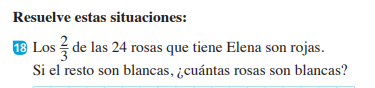 Resuelve estas situaciones:
18 Los 2/3 de las 24 rosas que tiene Elena son rojas.
Si el resto son blancas, ¿cuántas rosas son blancas?